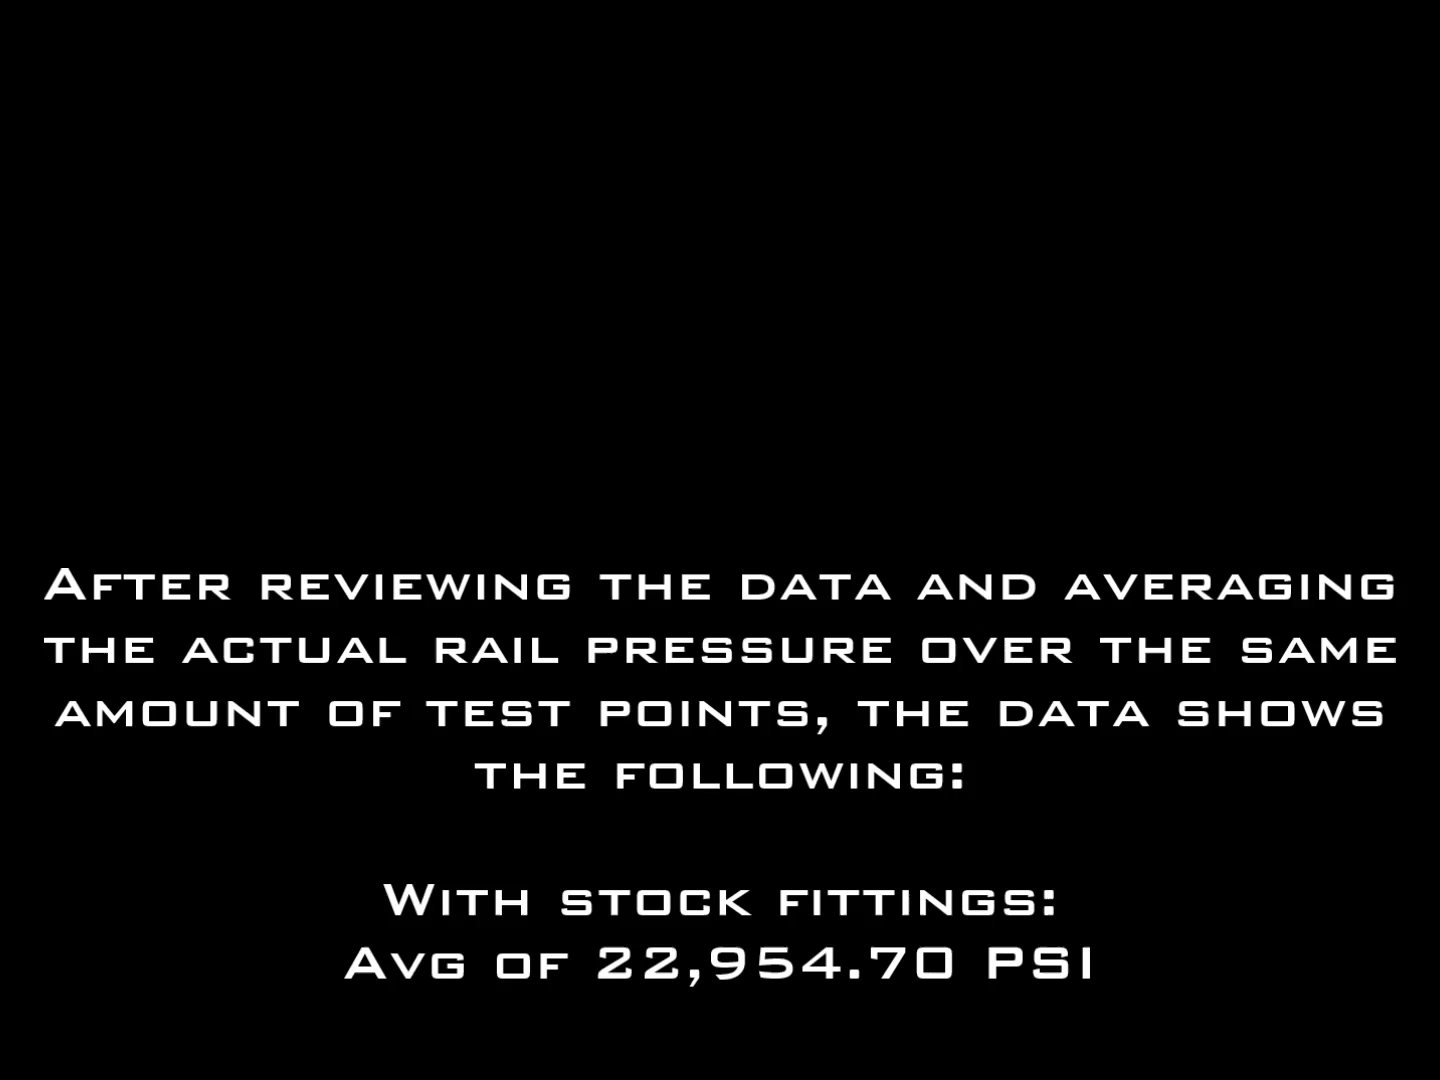 After reviewing the data and averaging
the actual rail pressure over the same
amount of test points, the data shows
the following:
With stock fittings:
Avg of 22,954.70 PSI